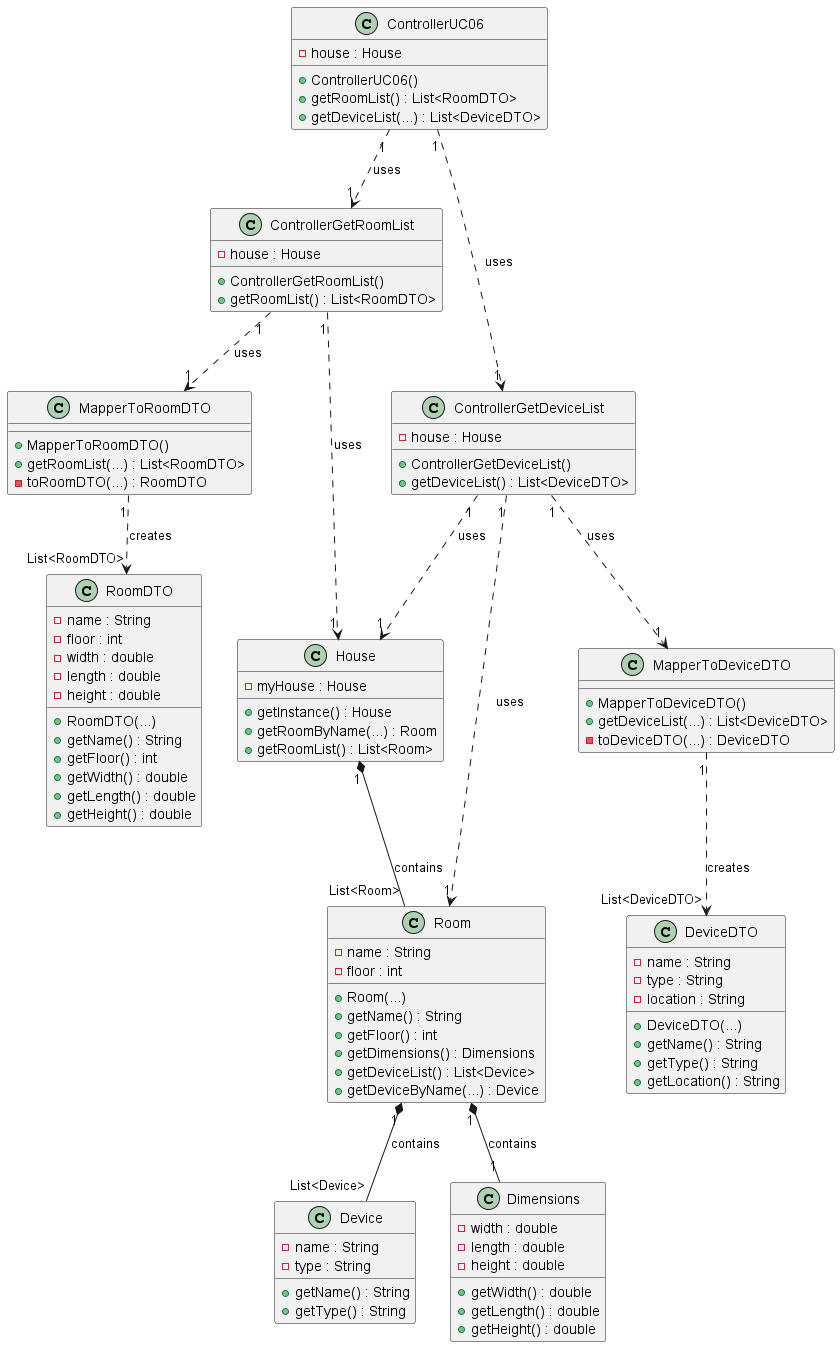 C ControllerUC06
house : House
ControllerUC06()
getRoomList() : List<RoomDTO>
getDeviceList(...) : List<DeviceDTO>
1
1
uses
1
uses
1
C ControllerGetRoomList
house : House
ControllerGetRoomList()
getRoomList() : List<RoomDTO>
1
1
uses
1
uses
1
C MapperToRoomDTO
MapperToRoomDTO()
getRoomList(...) : List<RoomDTO>
toRoomDTO(...) : RoomDTO
C ControllerGetDeviceList
house : House
ControllerGetDeviceList()
getDeviceList() : List<DeviceDTO>
1
creates
List<RoomDTO>
1
1
1
uses
uses
1
1
uses
1
C RoomDTO
name : String
floor : int
width : double
length : double
height : double
RoomDTO(...)
getName() : String
getFloor() : int
getWidth() : double
getLength() : double
getHeight() : double
C House
myHouse : House
getInstance() : House
getRoomByName(...) : Room
getRoomList() : List<Room>
C MapperToDeviceDTO
MapperToDeviceDTO()
getDeviceList(...) : List<DeviceDTO>
toDeviceDTO(...) : DeviceDTO
1
contains
List<Room>
1
1
creates
List<DeviceDTO>
C Room
name : String
floor : int
Room(...)
getName() : String
getFloor() : int
getDimensions() : Dimensions
getDeviceList() : List<Device>
getDeviceByName(...) : Device
C DeviceDTO
name : String
type : String
location : String
DeviceDTO(...)
getName() : String
getType() : String
getLocation() : String
1
contains
List<Device>
1
contains
1
C Device
name : String
type : String
getName() : String
getType() : String
C Dimensions
width : double
length : double
height : double
getWidth() : double
getLength() : double
getHeight() : double